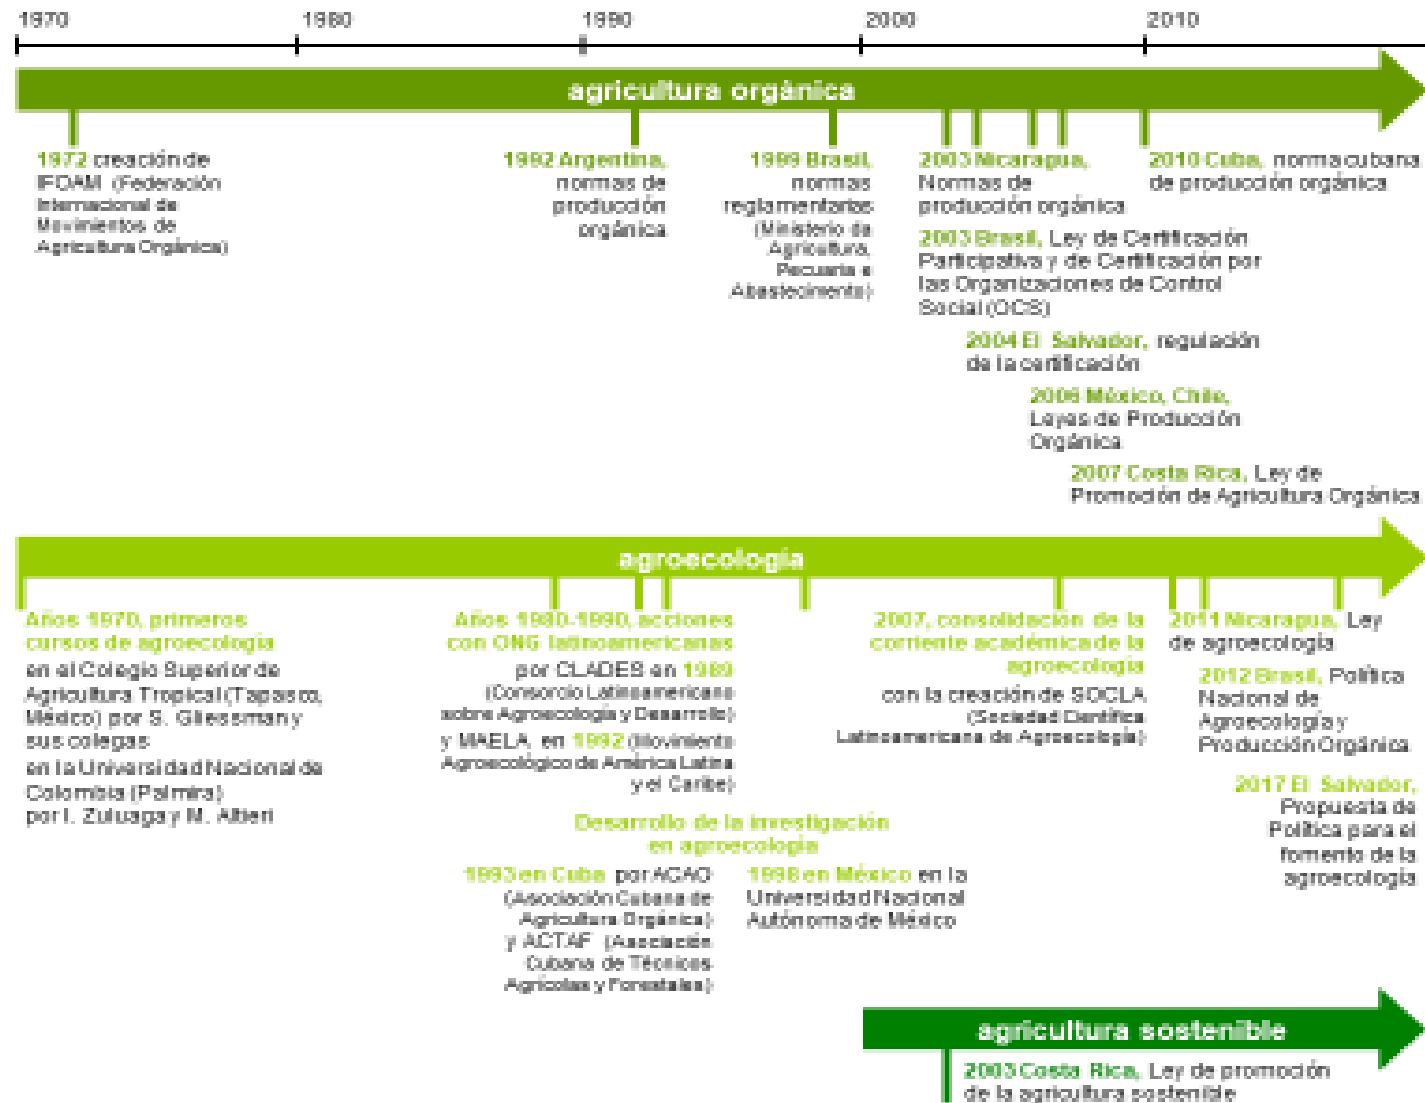 1970 1980 1990 2000 2010
agricultura orgánica
1972 creación de
IFOAM (Federación
Internacional de
Movimientos de
Agricultura Orgánica)
1992 Argentina,
normas de
producción
orgánica
1999 Brasil,
normas
reglamentarias
(Ministerio da
Agricultura,
Pecuaria e
Abastecimento)
2003 Nicaragua,
Normas de
producción orgánica
2003 Brasil, Ley de Certificación
Participativa y de Certificación por
las Organizaciones de Control
Social (OCS)
2004 El Salvador, regulación
de la certificación
2006 México, Chile,
Leyes de Producción
Orgánica
2007 Costa Rica, Ley de
Promoción de Agricultura Orgánica
2010 Cuba, norma cubana
de producción orgánica
agroecología
Años 1970, primeros
cursos de agroecología
en el Colegio Superior de
Agricultura Tropical (Tapasco,
México) por S. Gliessman y
sus colegas
en la Universidad Nacional de
Colombia (Palmira)
por I. Zuluaga y M. Altieri
Años 1980-1990, acciones
con ONG latinoamericanas
por CLADES en 1989
(Consorcio Latinoamericano
sobre Agroecología y Desarrollo)
y MAELA en 1992 (Movimiento
Agroecológico de América Latina
y el Caribe)
Desarrollo de la investigación
en agroecología
1993 en Cuba por ACAO
(Asociación Cubana de
Agricultura Orgánica)
y ACTAF (Asociación
Cubana de Técnicos
Agrícolas y Forestales)
1998 en México en la
Universidad Nacional
Autónoma de México
2007, consolidación de la
corriente académica de la
agroecología
con la creación de SOCLA
(Sociedad Científica
Latinoamericana de Agroecología)
2011 Nicaragua, Ley
de agroecología
2012 Brasil, Política
Nacional de
Agroecología y
Producción Orgánica
2017 El Salvador,
Propuesta de
Política para el
fomento de la
agroecología
agricultura sostenible
2003 Costa Rica, Ley de promoción
de la agricultura sostenible